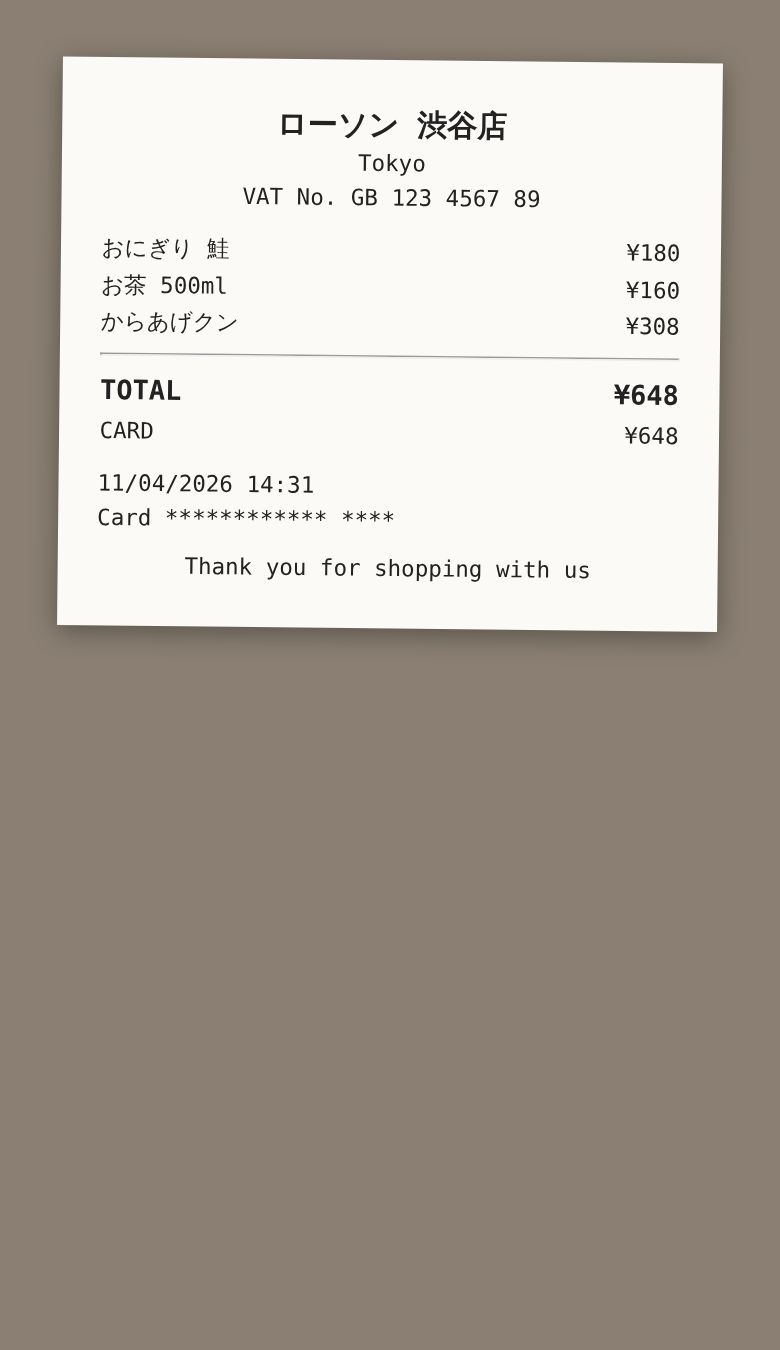 ローソン 渋谷店
Tokyo
VAT No. GB 123 4567 89
おにぎり 鮭 ¥180
お茶 500ml ¥160
からあげクン ¥308
TOTAL ¥648
CARD ¥648
11/04/2026 14:31
Card ************ ****
Thank you for shopping with us